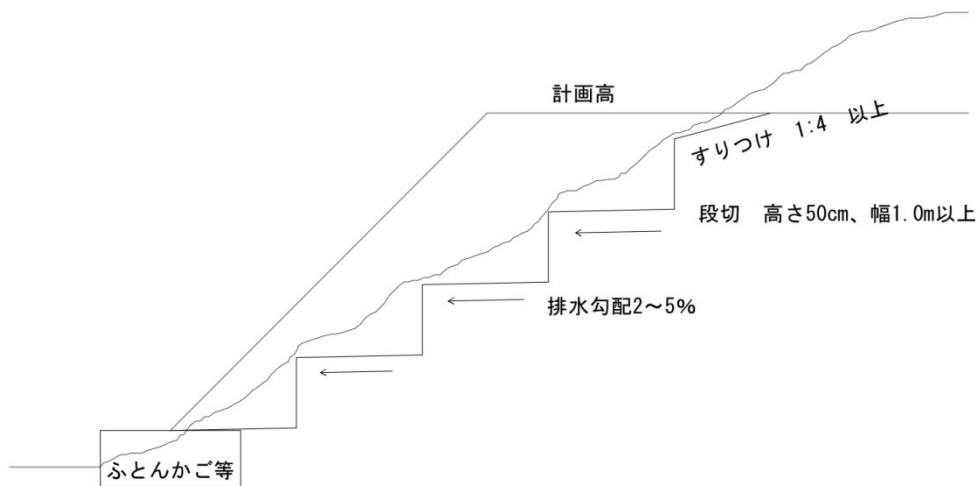 計画高
すりつけ　1:4　以上
段切　高さ50cm、幅1.0m以上
排水勾配2～5%
ふとんかご等